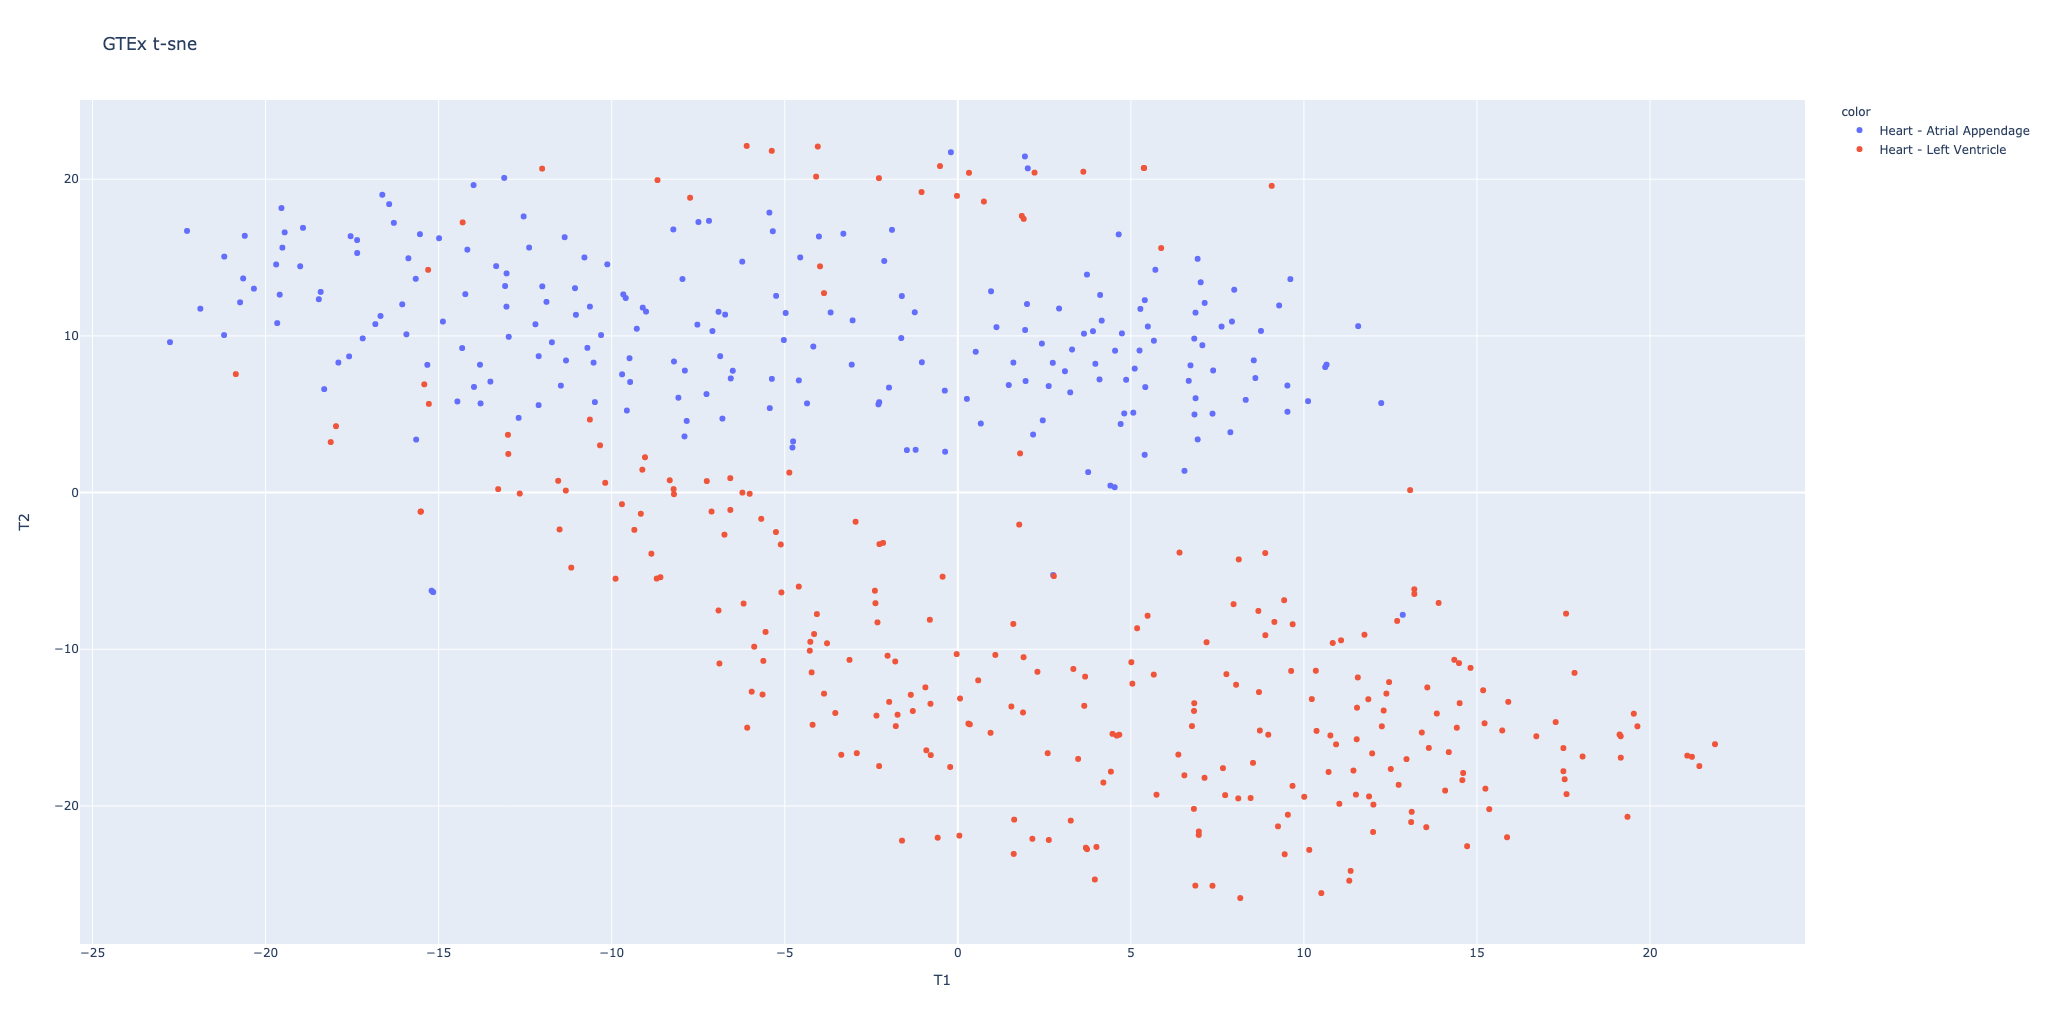 GTEx t-sne
color
Heart - Atrial Appendage
Heart - Left Ventricle
20
10
0
−10
−20
T2
−25
−20
−15
−10
−5
0
5
10
15
20
T1